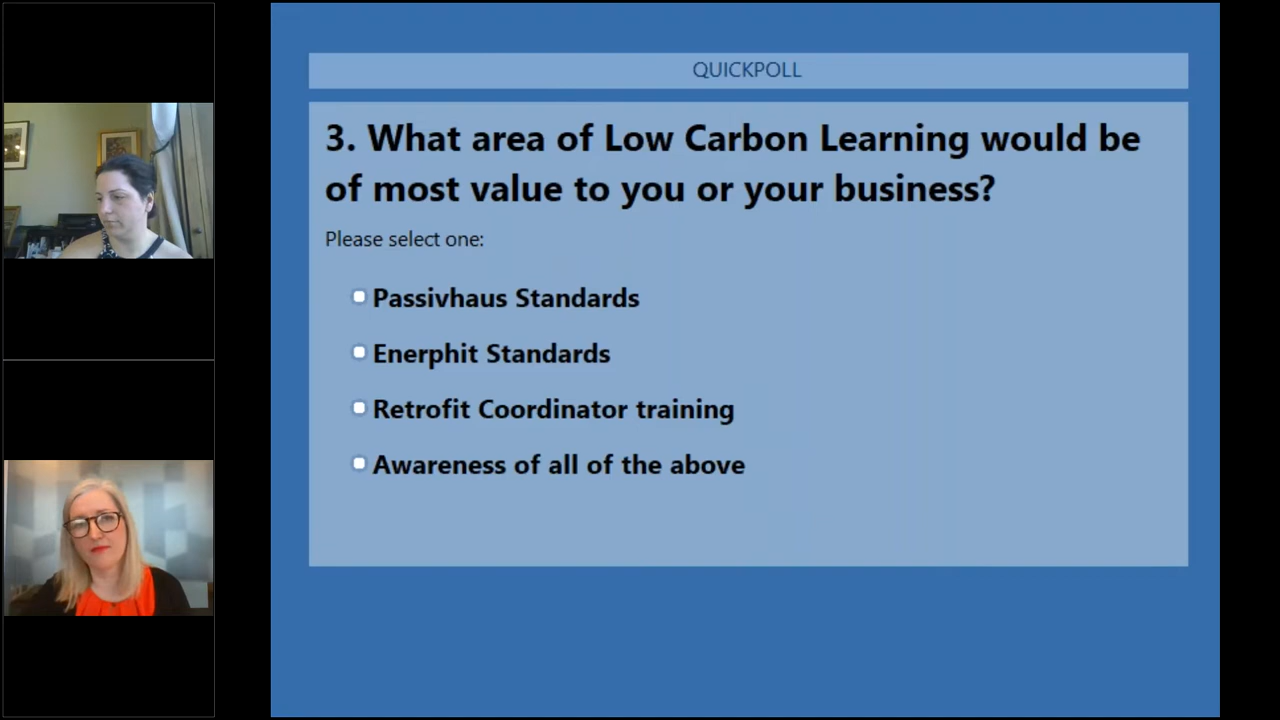 QUICKPOLL
3. What area of Low Carbon Learning would be
of most value to you or your business?
Please select one:
Passivhaus Standards
Enerphit Standards
Retrofit Coordinator training
Awareness of all of the above